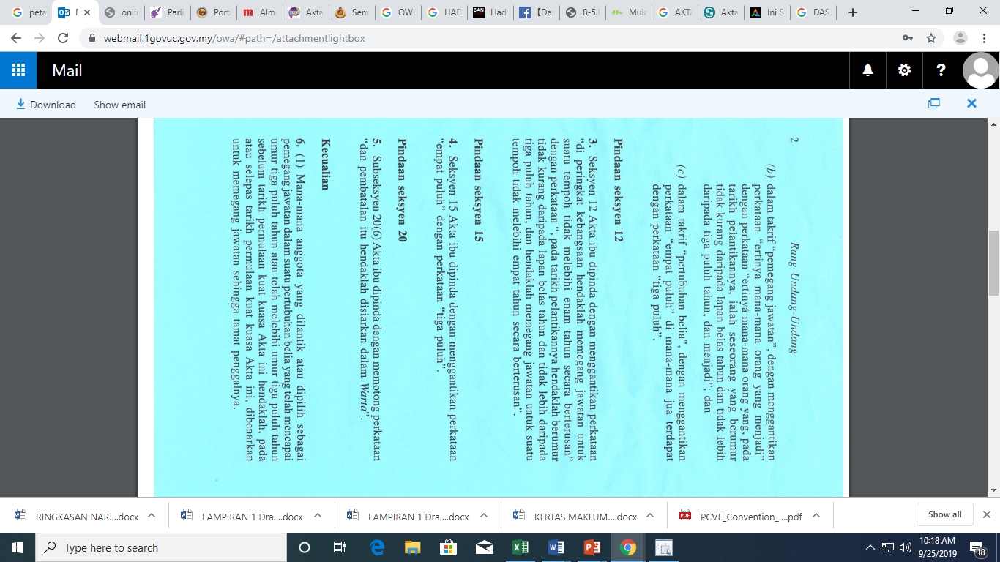 peta
onlir
Parli
Port
Alm
Akta
Sem
OWE
HAD
BAN
Had
【Das
8-5.
Mula
AKTA
Akta
Ini S
DAS
webmail.1govuc.gov.my/owa/#path=/attachmentlightbox
Mail
Download
Show email
2
Rang Undang-Undang
(b) dalam takrif “pemegang jawatan”, dengan menggantikan
perkataan “ertinya mana-mana orang yang menjadi”
dengan perkataan “ertinya mana-mana orang yang, pada
tarikh pelantikannya, ialah seseorang yang berumur
tidak kurang daripada lapan belas tahun dan tidak lebih
daripada tiga puluh tahun, dan menjadi”; dan
(c) dalam takrif “pertubuhan belia”, dengan menggantikan
perkataan “empat puluh” di mana-mana jua terdapat
dengan perkataan “tiga puluh”.
Pindaan seksyen 12
3. Seksyen 12 Akta ibu dipinda dengan menggantikan perkataan
“di peringkat kebangsaan hendaklah memegang jawatan untuk
suatu tempoh tidak melebihi enam tahun secara berterusan”
dengan perkataan “, pada tarikh pelantikannya hendaklah berumur
tidak kurang daripada lapan belas tahun dan tidak lebih daripada
tiga puluh tahun, dan hendaklah memegang jawatan untuk suatu
tempoh tidak melebihi empat tahun secara berterusan”.
Pindaan seksyen 15
4. Seksyen 15 Akta ibu dipinda dengan menggantikan perkataan
“empat puluh” dengan perkataan “tiga puluh”.
Pindaan seksyen 20
5. Subseksyen 20(6) Akta ibu dipinda dengan memotong perkataan
“dan pembatalan itu hendaklah disiarkan dalam Warta”.
Kecualian
6. (1) Mana-mana anggota yang dilantik atau dipilih sebagai
pemegang jawatan dalam suatu pertubuhan belia yang telah mencapai
umur tiga puluh tahun atau telah melebihi umur tiga puluh tahun
sebelum tarikh permulaan kuat kuasa Akta ini hendaklah, pada
atau selepas tarikh permulaan kuat kuasa Akta ini, dibenarkan
untuk memegang jawatan sehingga tamat penggalnya.
RINGKASAN NAR....docx
LAMPIRAN 1 Dra....docx
LAMPIRAN 1 Dra....docx
KERTAS MAKLUM....docx
PCVE_Convention_....pdf
Show all
Type here to search
10:18 AM
9/25/2019
18